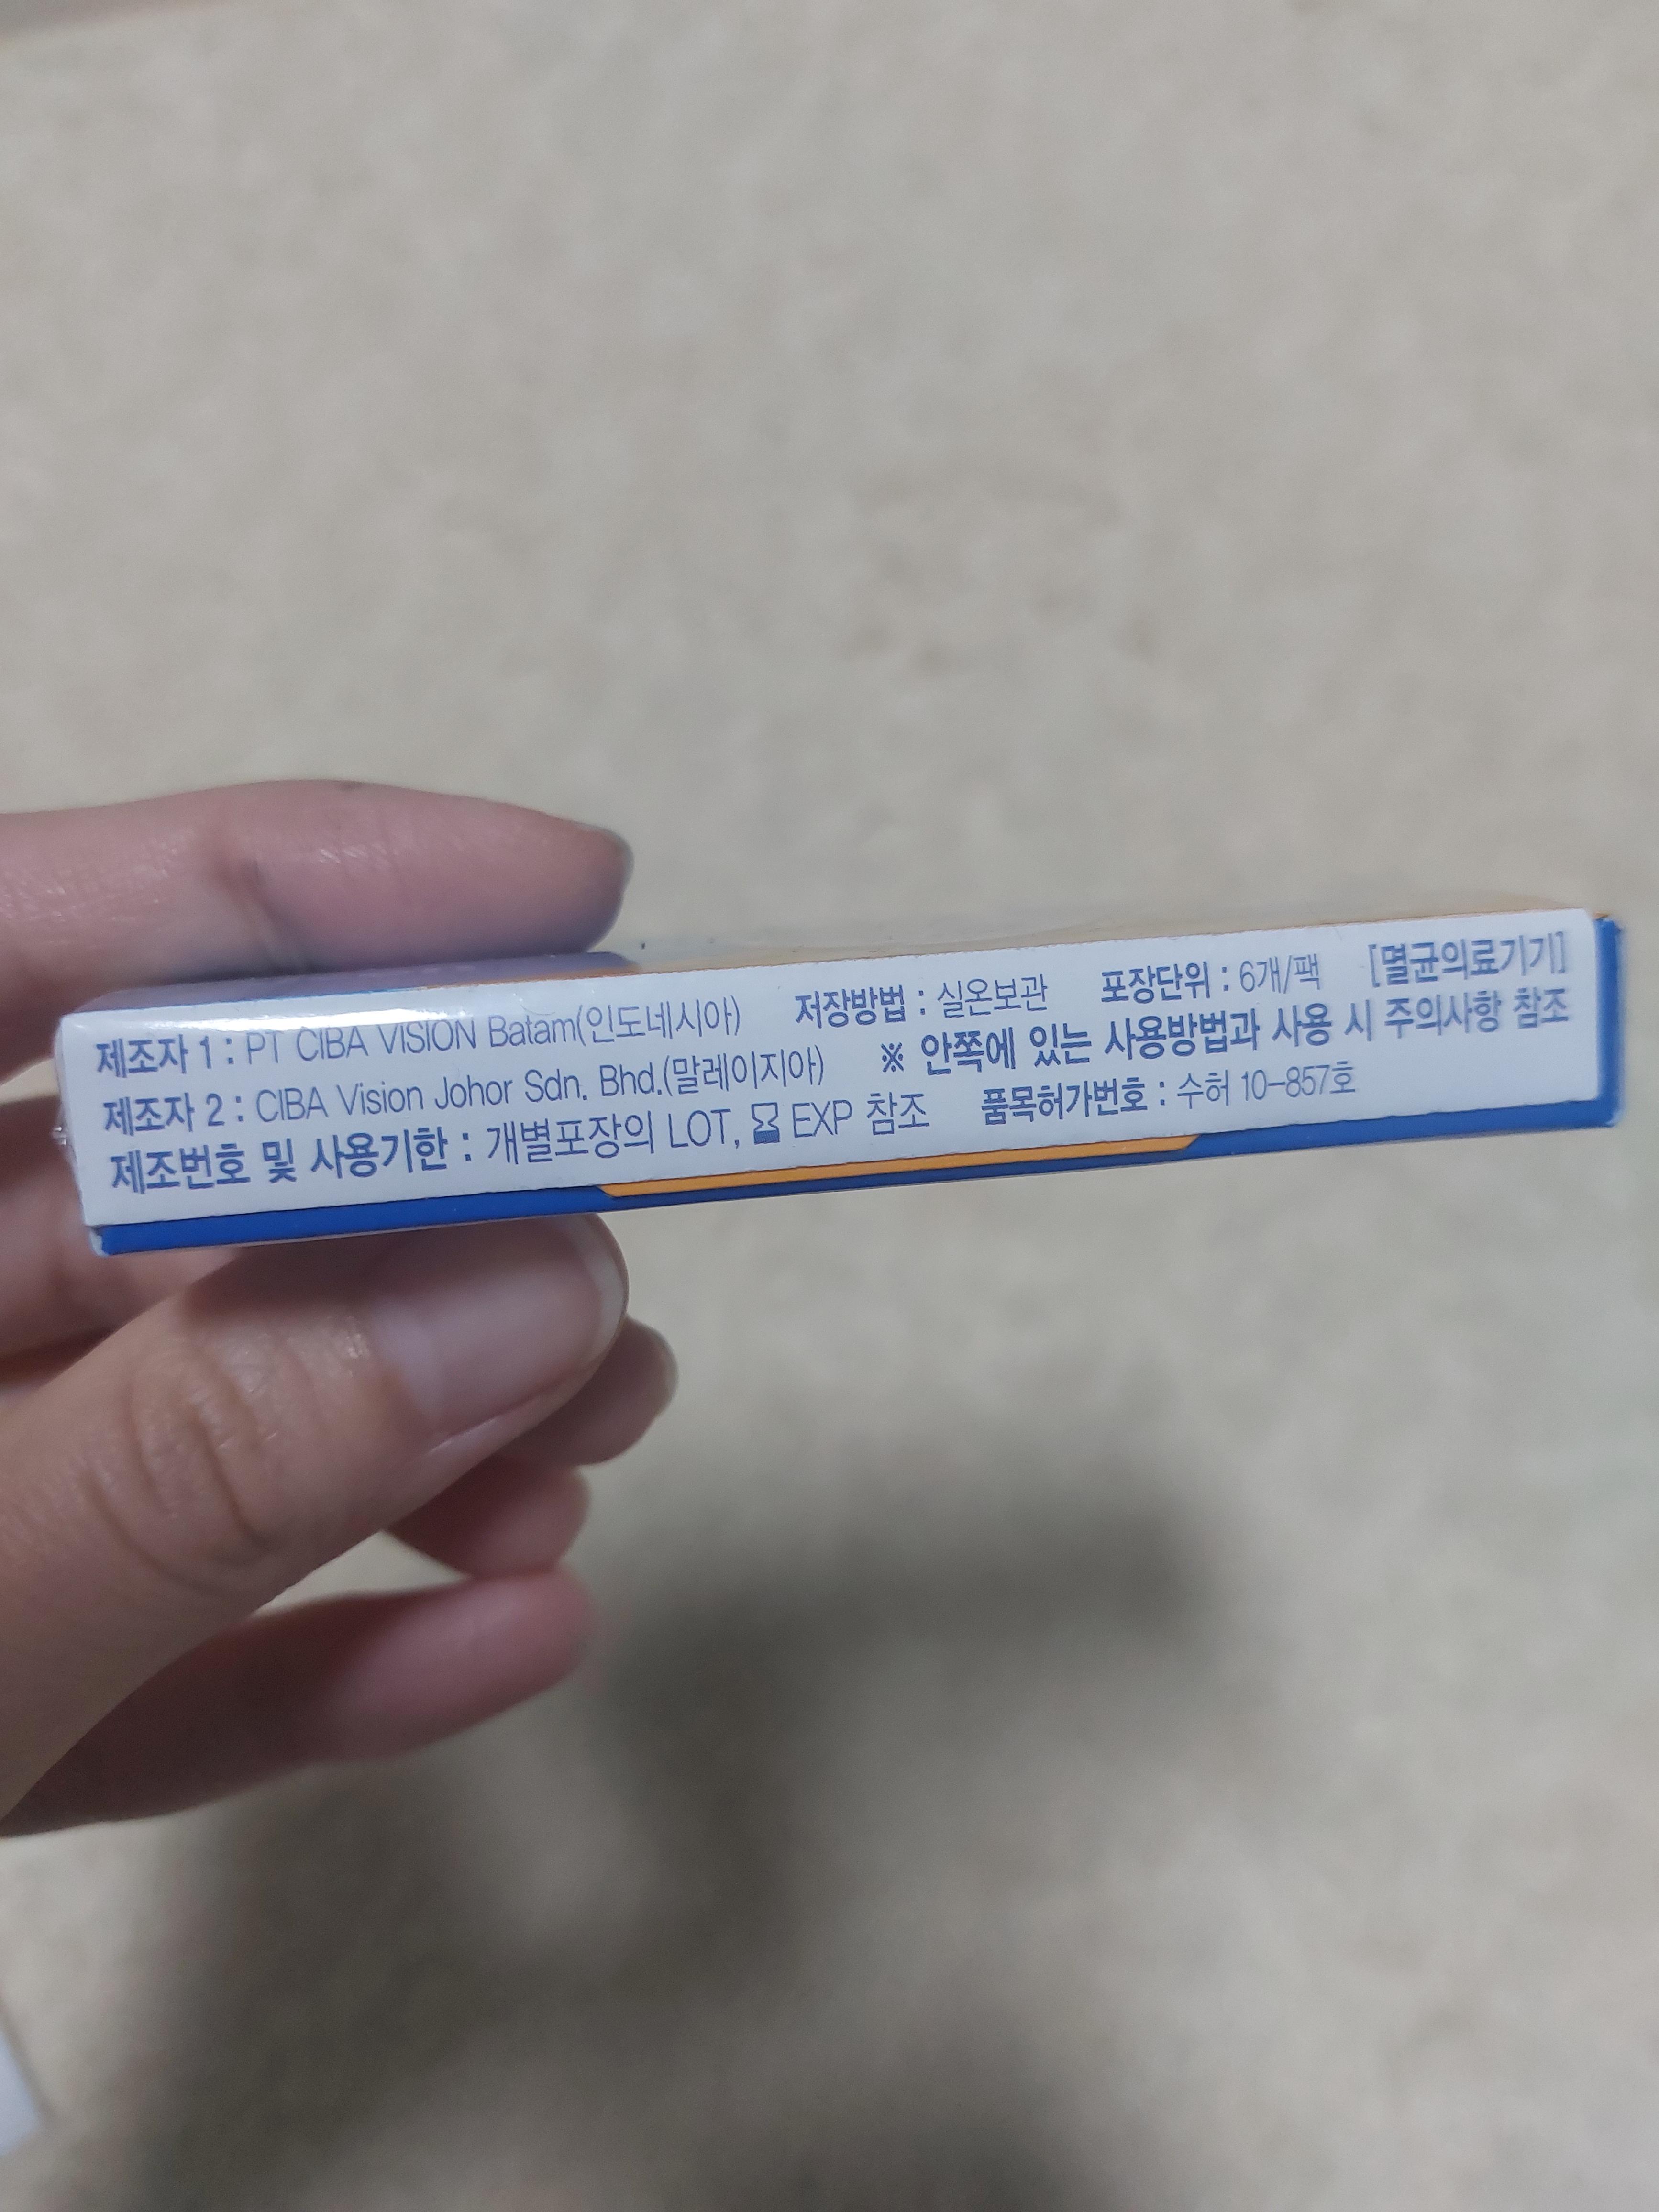 제조자 1 : PT CIBA VISION Batam(인도네시아) 저장방법 : 실온보관 포장단위 : 6개/팩 [멸균의료기기]
제조자 2 : CIBA Vision Johor Sdn. Bhd.(말레이지아) ※ 안쪽에 있는 사용방법과 사용 시 주의사항 참조
제조번호 및 사용기한 : 개별포장의 LOT, ⌛ EXP 참조 품목허가번호 : 수허 10-857호